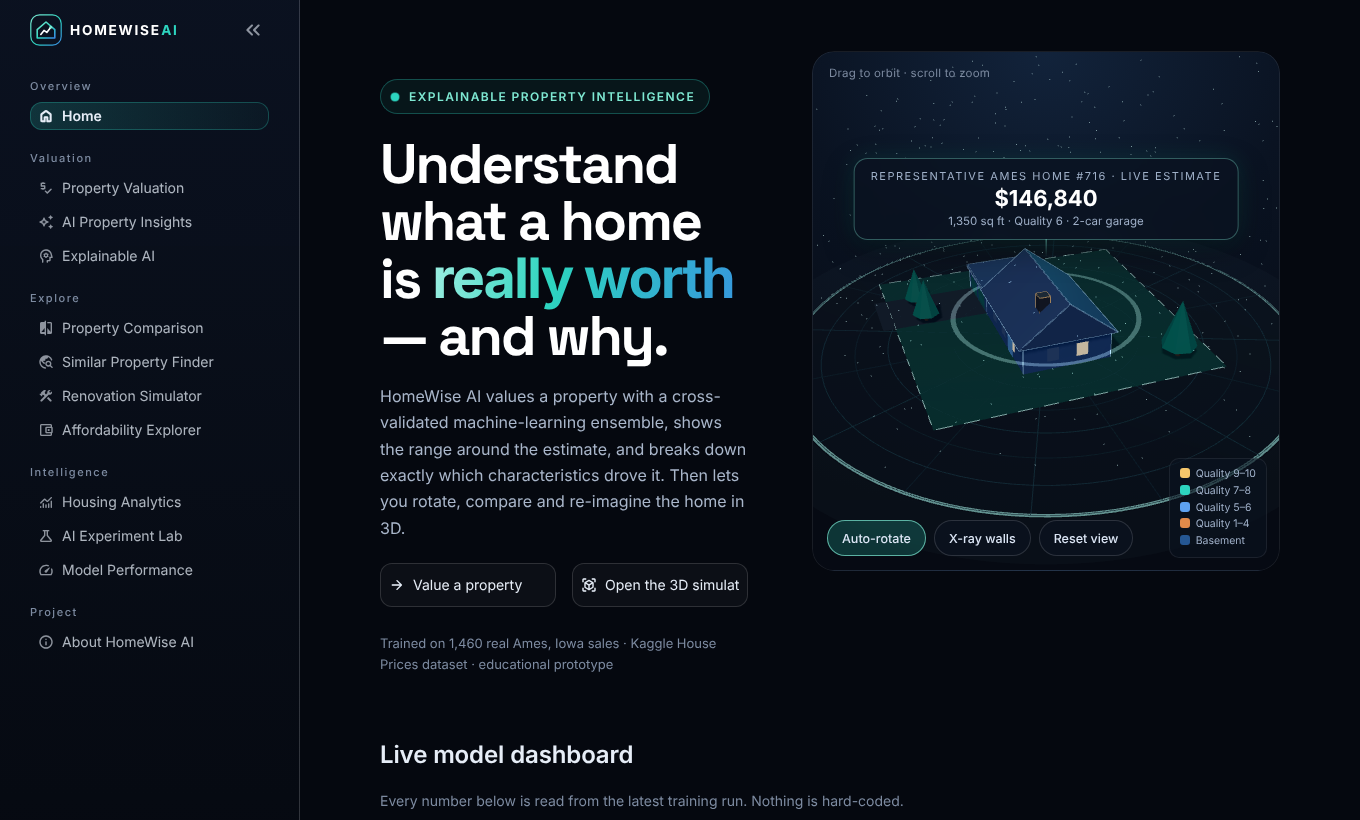 HOMEWISEAI
Overview
Home
Valuation
Property Valuation
AI Property Insights
Explainable AI
Explore
Property Comparison
Similar Property Finder
Renovation Simulator
Affordability Explorer
Intelligence
Housing Analytics
AI Experiment Lab
Model Performance
Project
About HomeWise AI
EXPLAINABLE PROPERTY INTELLIGENCE
Understand
what a home
is really worth
— and why.
HomeWise AI values a property with a cross-
validated machine-learning ensemble, shows
the range around the estimate, and breaks down
exactly which characteristics drove it. Then lets
you rotate, compare and re-imagine the home in
3D.
Value a property
Open the 3D simulat
Trained on 1,460 real Ames, Iowa sales · Kaggle House
Prices dataset · educational prototype
Drag to orbit · scroll to zoom
REPRESENTATIVE AMES HOME #716 · LIVE ESTIMATE
$146,840
1,350 sq ft · Quality 6 · 2-car garage
Quality 9–10
Quality 7–8
Quality 5–6
Quality 1–4
Basement
Auto-rotate
X-ray walls
Reset view
Live model dashboard
Every number below is read from the latest training run. Nothing is hard-coded.